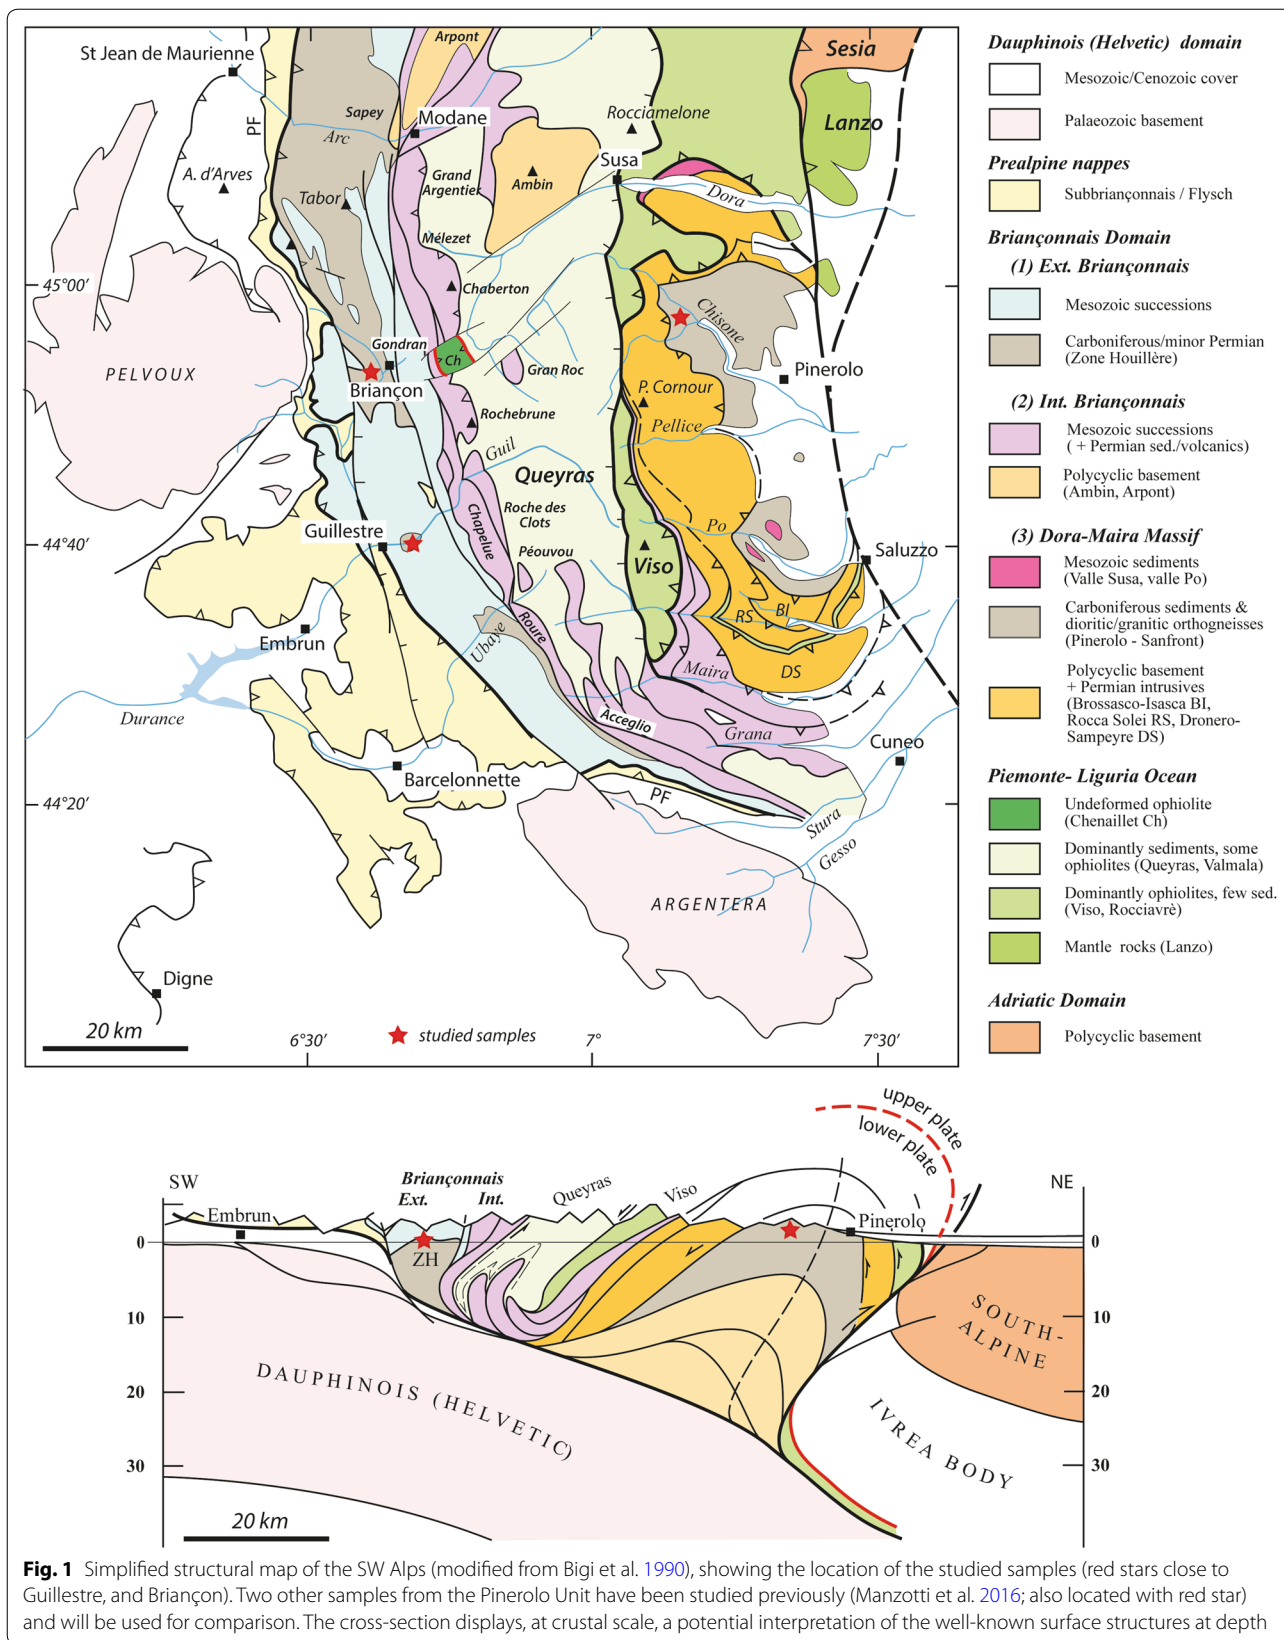 St Jean de Maurienne
PF
A. d'Arves
Sapey
Arc
Tabor
Arpont
Modane
Grand
Argentier
Ambin
Mélezet
Chaberton
Rocciamelone
Susa
Sesia
Lanzo
Dora
45°00'
PELVOUX
Gondran
Ch
Briançon
Gran Roc
Rochebrune
Chisone
Pinerolo
P. Cornour
Pellice
Guil
Queyras
Chapelue
Roche des
Clots
Péouvou
Guillestre
44°40'
Viso
Po
Saluzzo
RS
BI
DS
Embrun
Ubaye
Roure
Maira
Acceglio
Grana
Cuneo
Durance
Barcelonnette
44°20'
PF
Stura
Gesso
ARGENTERA
Digne
20 km
studied samples
6°30'
7°
7°30'
Dauphinois (Helvetic) domain
Mesozoic/Cenozoic cover
Palaeozoic basement
Prealpine nappes
Subbriançonnais / Flysch
Briançonnais Domain
(1) Ext. Briançonnais
Mesozoic successions
Carboniferous/minor Permian
(Zone Houillère)
(2) Int. Briançonnais
Mesozoic successions
( + Permian sed./volcanics)
Polycyclic basement
(Ambin, Arpont)
(3) Dora-Maira Massif
Mesozoic sediments
(Valle Susa, valle Po)
Carboniferous sediments &
dioritic/granitic orthogneisses
(Pinerolo - Sanfront)
Polycyclic basement
+ Permian intrusives
(Brossasco-Isasca BI,
Rocca Solei RS, Dronero-
Sampeyre DS)
Piemonte- Liguria Ocean
Undeformed ophiolite
(Chenaillet Ch)
Dominantly sediments, some
ophiolites (Queyras, Valmala)
Dominantly ophiolites, few sed.
(Viso, Rocciavrè)
Mantle rocks (Lanzo)
Adriatic Domain
Polycyclic basement
upper plate
lower plate
SW
NE
Briançonnais
Ext. Int.
Queyras
Viso
Embrun
Pinerolo
0
0
ZH
10
10
20
20
30
30
SOUTH-
ALPINE
DAUPHINOIS (HELVETIC)
IVREA BODY
20 km
Fig. 1 Simplified structural map of the SW Alps (modified from Bigi et al. 1990), showing the location of the studied samples (red stars close to
Guillestre, and Briançon). Two other samples from the Pinerolo Unit have been studied previously (Manzotti et al. 2016; also located with red star)
and will be used for comparison. The cross-section displays, at crustal scale, a potential interpretation of the well-known surface structures at depth